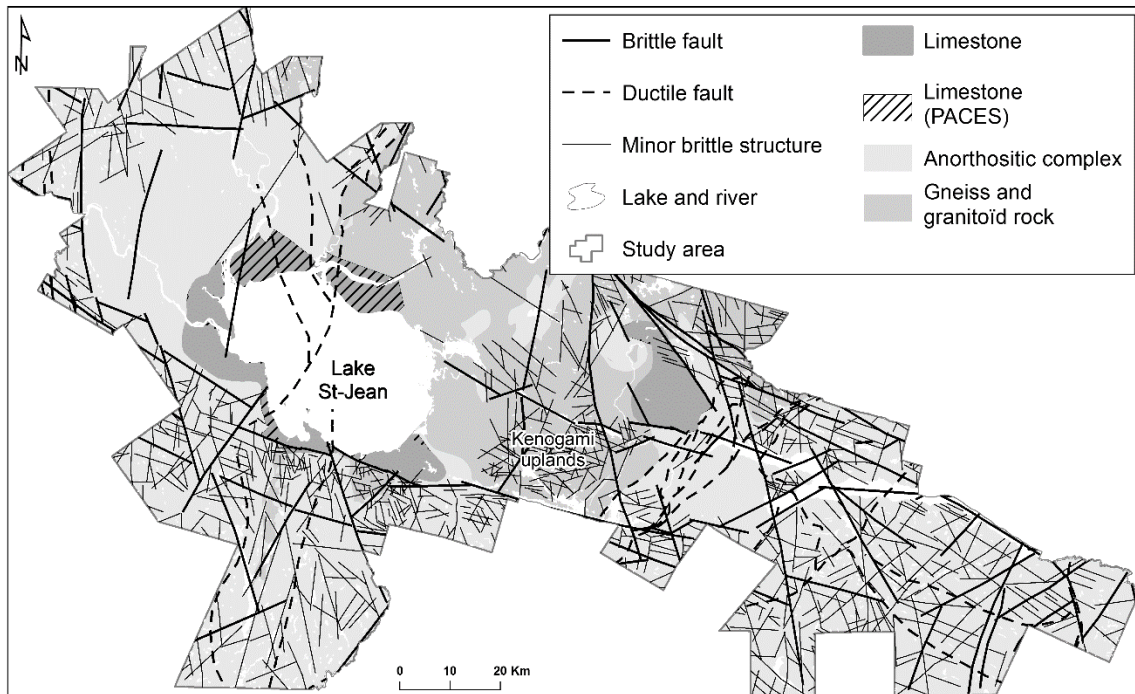 N
Brittle fault
Ductile fault
Minor brittle structure
Lake and river
Study area
Limestone
Limestone
(PACES)
Anorthositic complex
Gneiss and
granitoïd rock
Lake
St-Jean
Kenogami
uplands
0 10 20 Km